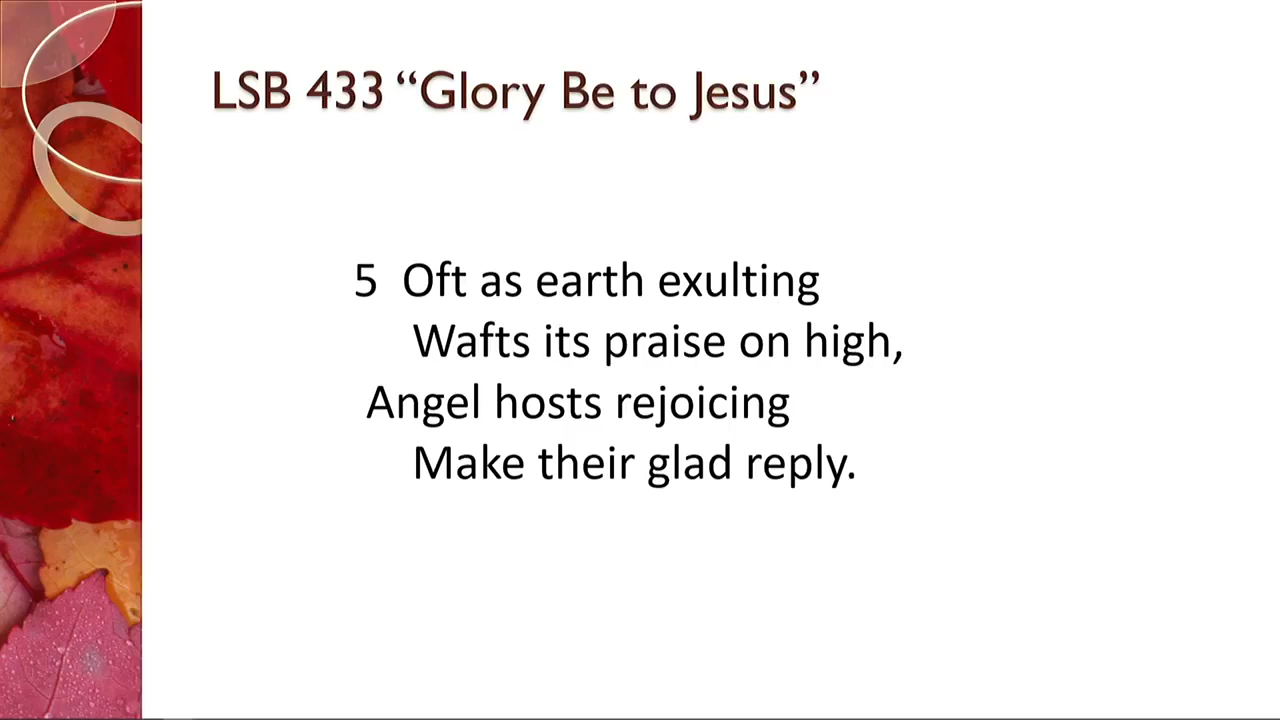 LSB 433 “Glory Be to Jesus”
5 Oft as earth exulting
Wafts its praise on high,
Angel hosts rejoicing
Make their glad reply.